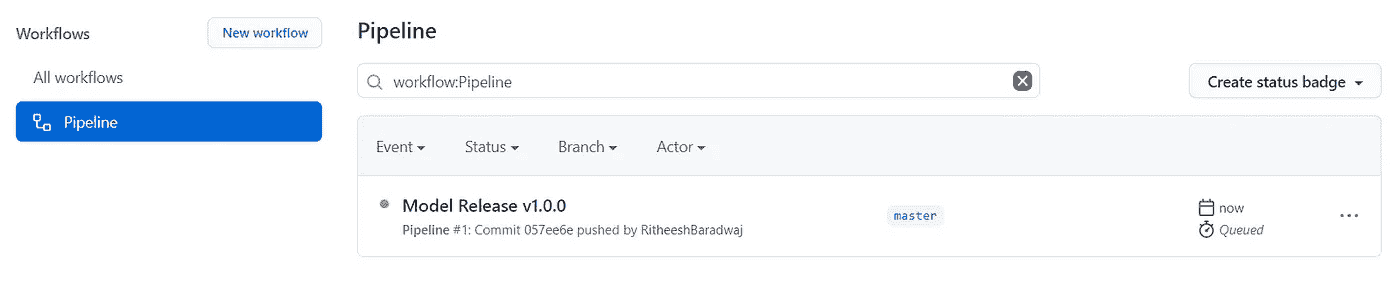 Workflows
New workflow
All workflows
Pipeline
Pipeline
workflow:Pipeline
Create status badge
Event
Status
Branch
Actor
Model Release v1.0.0
Pipeline #1: Commit 057ee6e pushed by RitheeshBaradwaj
master
now
Queued